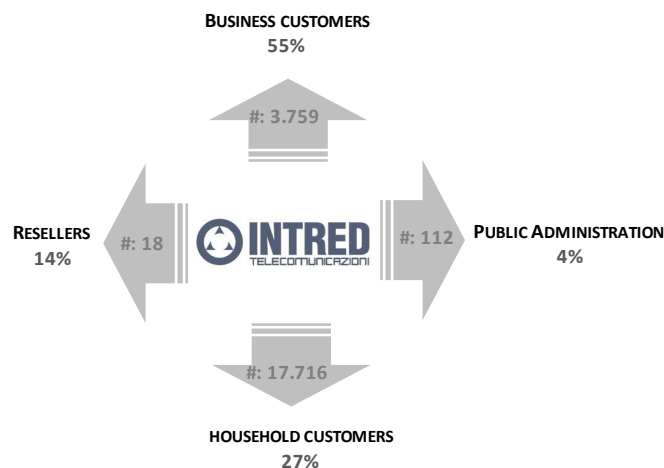 BUSINESS CUSTOMERS
55%
#: 3.759
RESELLERS
14%
#: 18
INTRED
TELECOMUNICAZIONI
#: 112
PUBLIC ADMINISTRATION
4%
#: 17.716
HOUSEHOLD CUSTOMERS
27%